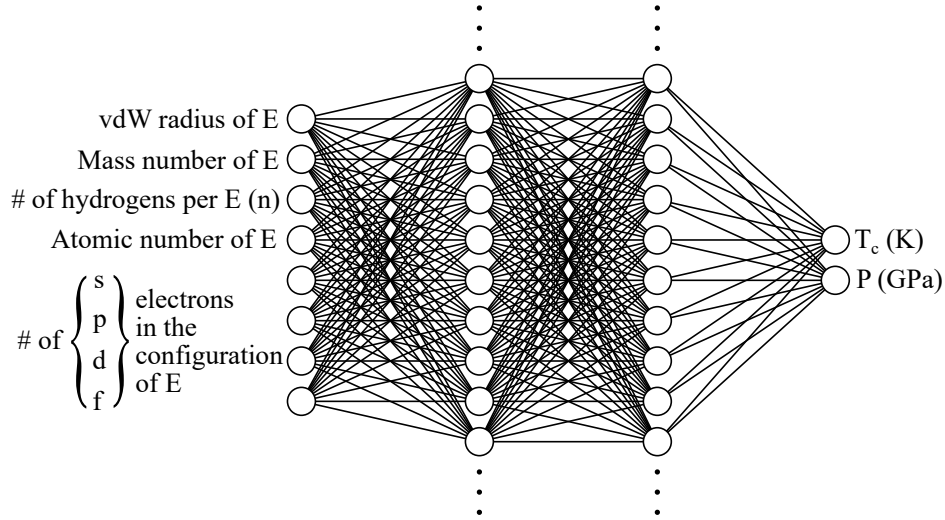 vdW radius of E
Mass number of E
# of hydrogens per E (n)
Atomic number of E
# of { s p d f } electrons
in the
configuration
of E
T_c (K)
P (GPa)